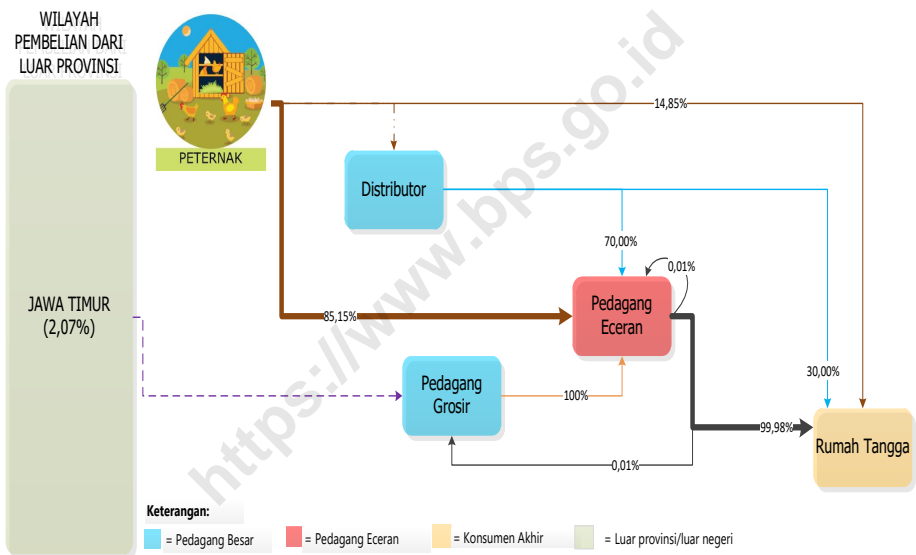 WILAYAH
PEMBELIAN DARI
LUAR PROVINSI
JAWA TIMUR
(2,07%)
PETERNAK
14,85%
Distributor
70,00%
0,01%
Pedagang
Eceran
85,15%
30,00%
Pedagang
Grosir
100%
99,98%
Rumah Tangga
0,01%
https://www.bps.go.id
Keterangan:
= Pedagang Besar
= Pedagang Eceran
= Konsumen Akhir
= Luar provinsi/luar negeri